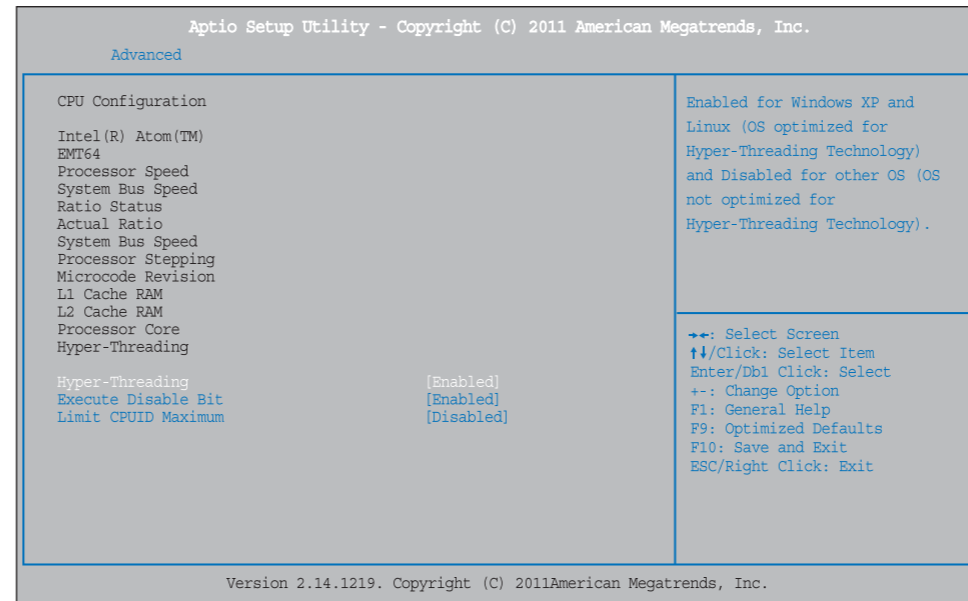 Aptio Setup Utility - Copyright (C) 2011 American Megatrends, Inc.
Advanced
CPU Configuration
Intel(R) Atom(TM)
EMT64
Processor Speed
System Bus Speed
Ratio Status
Actual Ratio
System Bus Speed
Processor Stepping
Microcode Revision
L1 Cache RAM
L2 Cache RAM
Processor Core
Hyper-Threading
Hyper-Threading [Enabled]
Execute Disable Bit [Enabled]
Limit CPUID Maximum [Disabled]
Enabled for Windows XP and
Linux (OS optimized for
Hyper-Threading Technology)
and Disabled for other OS (OS
not optimized for
Hyper-Threading Technology).
→←: Select Screen
↑↓/Click: Select Item
Enter/Db1 Click: Select
+-: Change Option
F1: General Help
F9: Optimized Defaults
F10: Save and Exit
ESC/Right Click: Exit
Version 2.14.1219. Copyright (C) 2011American Megatrends, Inc.